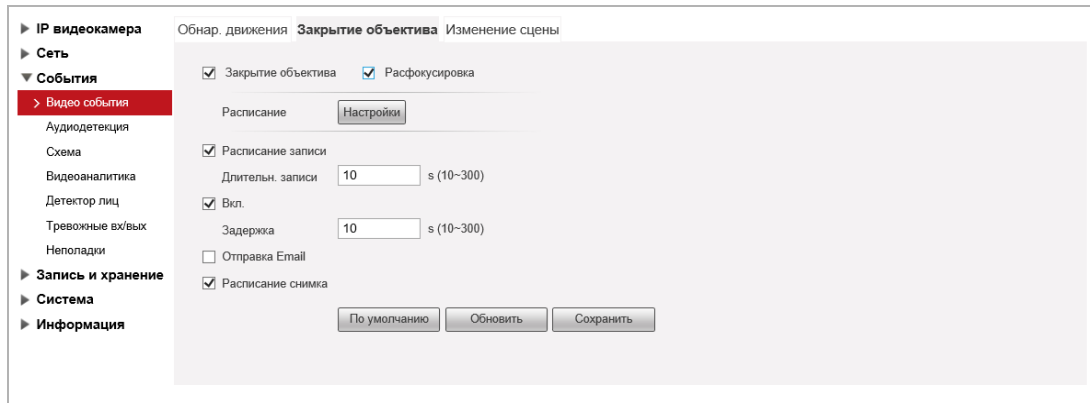 IP видеокамера
Сеть
События
Видео события
Аудиодетекция
Схема
Видеоаналитика
Детектор лиц
Тревожные вх/вых
Неполадки
Запись и хранение
Система
Информация
Обнар. движения Закрытие объектива Изменение сцены
Закрытие объектива Расфокусировка
Расписание Настройки
Расписание записи
Длительн. записи 10 s (10~300)
Вкл.
Задержка 10 s (10~300)
Отправка Email
Расписание снимка
По умолчанию Обновить Сохранить